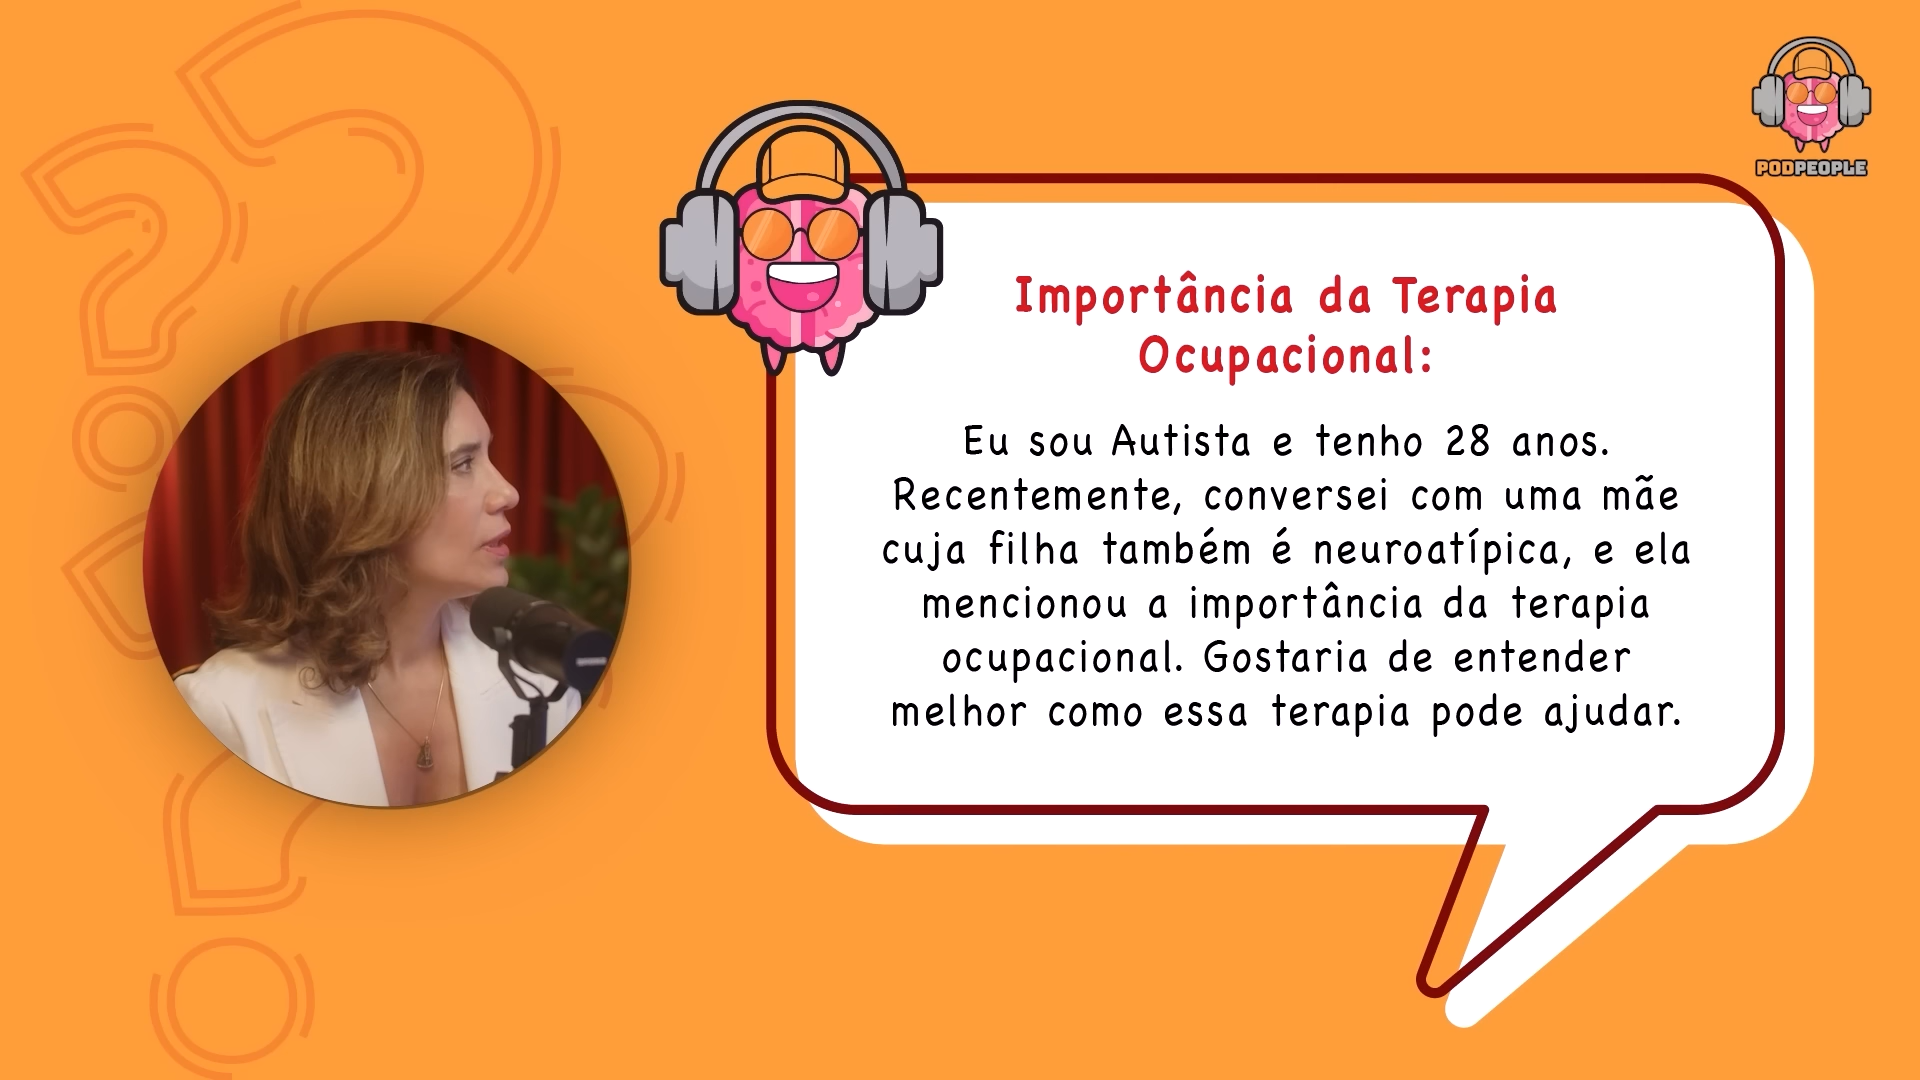 PODPEOPLE
Importância da Terapia
Ocupacional:
Eu sou Autista e tenho 28 anos.
Recentemente, conversei com uma mãe
cuja filha também é neuroatípica, e ela
mencionou a importância da terapia
ocupacional. Gostaria de entender
melhor como essa terapia pode ajudar.